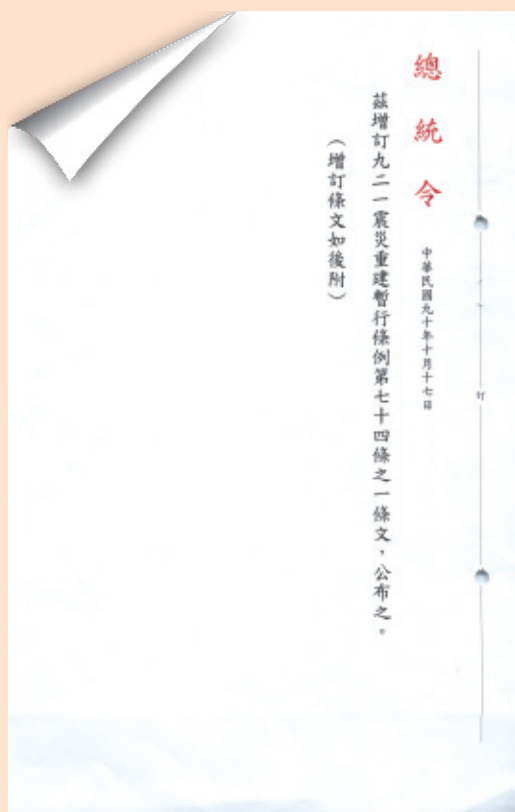 總統令
中華民國九十年十月十七日
茲增訂九二一震災重建暫行條例第七十四條之一條文，公布之。
（增訂條文如後附）
訂